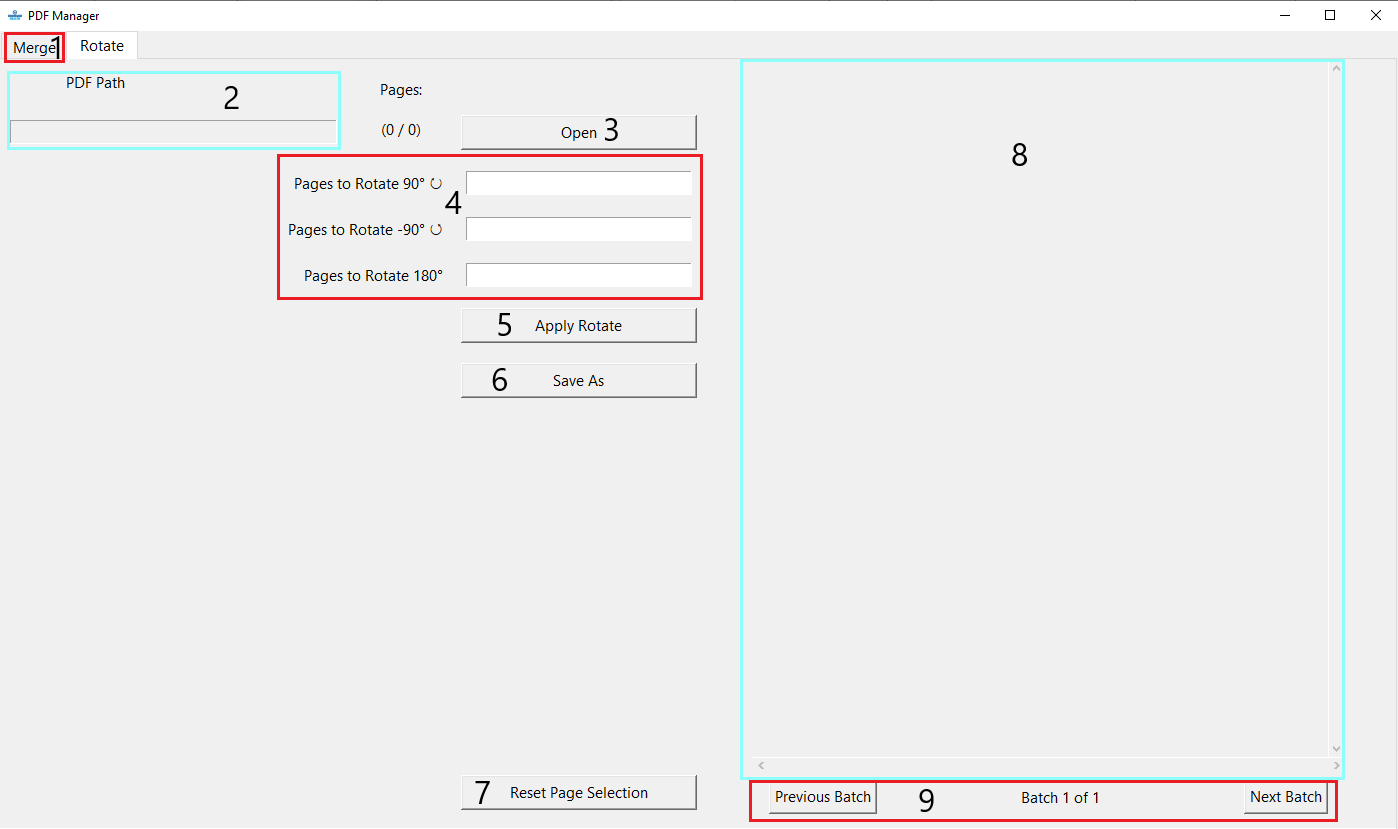 PDF Manager
Merge 1 Rotate
PDF Path
2
Pages:
(0 / 0)
Open 3
Pages to Rotate 90° ↻
4
Pages to Rotate -90° ↺
Pages to Rotate 180°
5 Apply Rotate
6 Save As
7 Reset Page Selection
8
Previous Batch 9 Batch 1 of 1 Next Batch